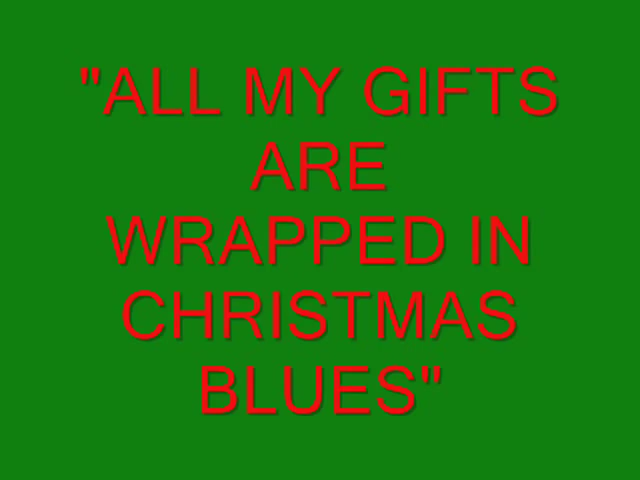 "ALL MY GIFTS
ARE
WRAPPED IN
CHRISTMAS
BLUES"